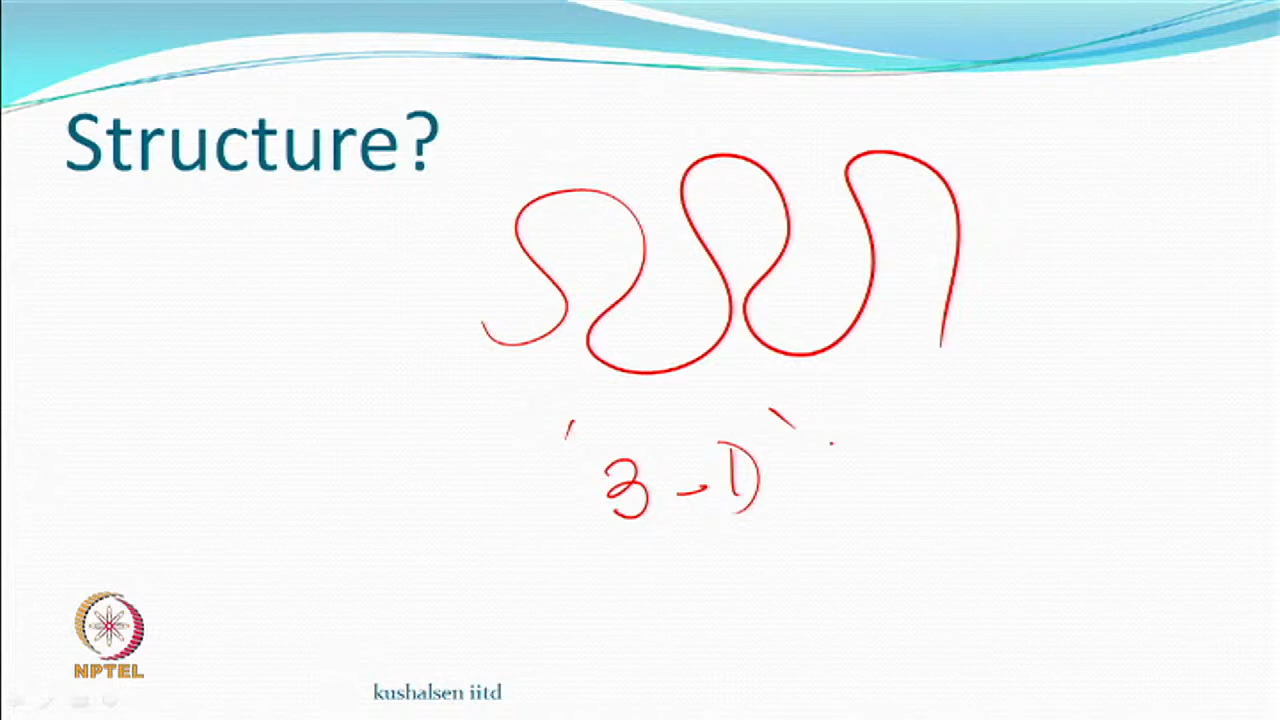 Structure?
' 3-D '
NPTEL
kushalsen iitd